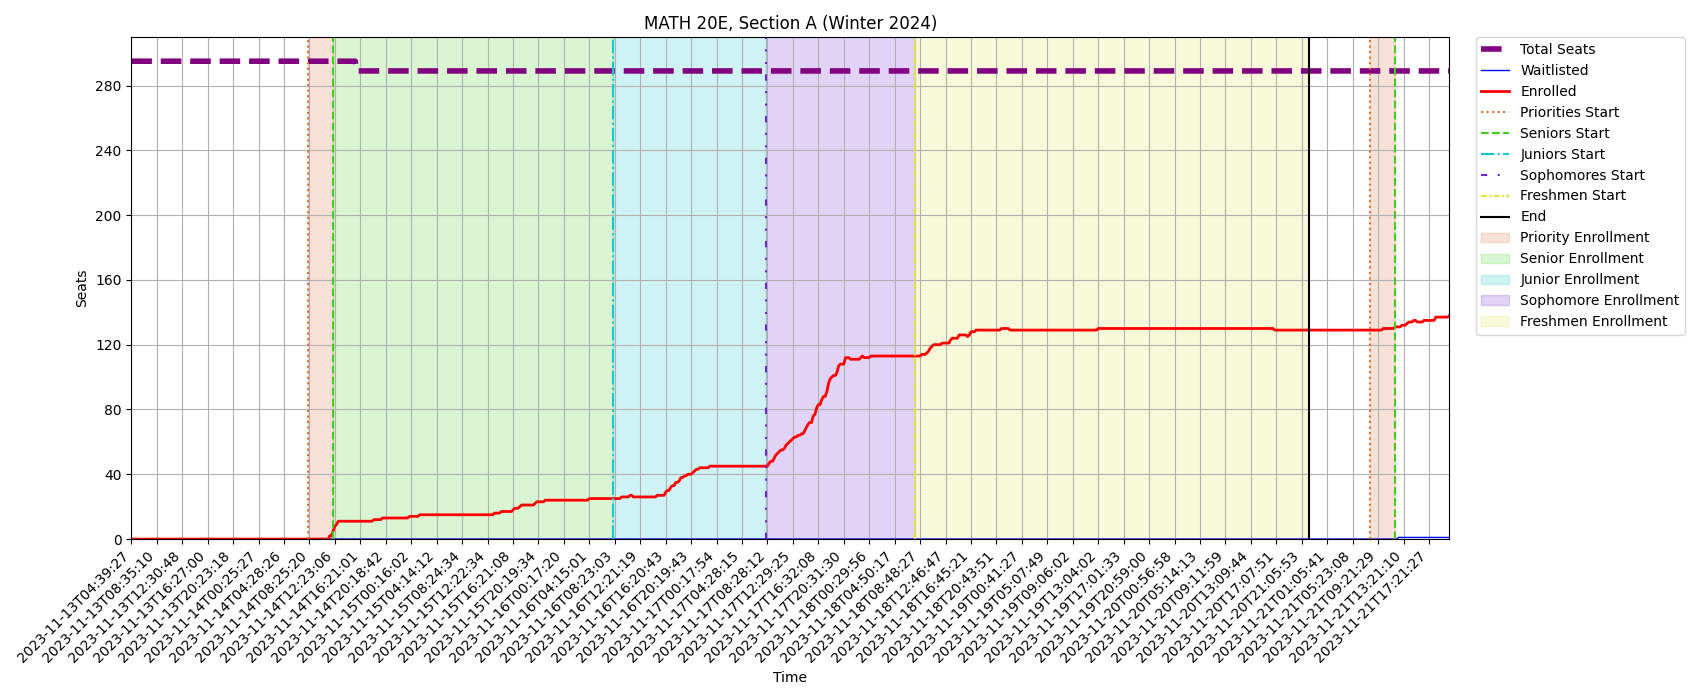 MATH 20E, Section A (Winter 2024)
Seats
280
240
200
160
120
80
40
0
2023-11-13T04:39:27
2023-11-13T08:35:10
2023-11-13T12:30:48
2023-11-13T16:27:00
2023-11-13T20:23:18
2023-11-14T00:25:27
2023-11-14T04:28:26
2023-11-14T08:25:20
2023-11-14T12:23:06
2023-11-14T16:21:01
2023-11-14T20:18:42
2023-11-15T00:16:02
2023-11-15T04:14:12
2023-11-15T08:24:34
2023-11-15T12:22:34
2023-11-15T16:21:08
2023-11-15T20:19:34
2023-11-16T00:17:20
2023-11-16T04:15:01
2023-11-16T08:23:03
2023-11-16T12:21:19
2023-11-16T16:20:43
2023-11-16T20:19:43
2023-11-17T00:17:54
2023-11-17T04:28:15
2023-11-17T08:28:12
2023-11-17T12:29:25
2023-11-17T16:32:08
2023-11-17T20:31:30
2023-11-18T00:29:56
2023-11-18T04:50:17
2023-11-18T08:48:27
2023-11-18T12:46:47
2023-11-18T16:45:21
2023-11-18T20:43:51
2023-11-19T00:41:27
2023-11-19T05:07:49
2023-11-19T09:06:02
2023-11-19T13:04:02
2023-11-19T17:01:33
2023-11-19T20:59:00
2023-11-20T00:56:58
2023-11-20T05:14:13
2023-11-20T09:11:59
2023-11-20T13:09:44
2023-11-20T17:07:51
2023-11-20T21:05:53
2023-11-21T01:05:41
2023-11-21T05:23:08
2023-11-21T09:21:29
2023-11-21T13:21:10
2023-11-21T17:21:27
Time
Total Seats
Waitlisted
Enrolled
Priorities Start
Seniors Start
Juniors Start
Sophomores Start
Freshmen Start
End
Priority Enrollment
Senior Enrollment
Junior Enrollment
Sophomore Enrollment
Freshmen Enrollment